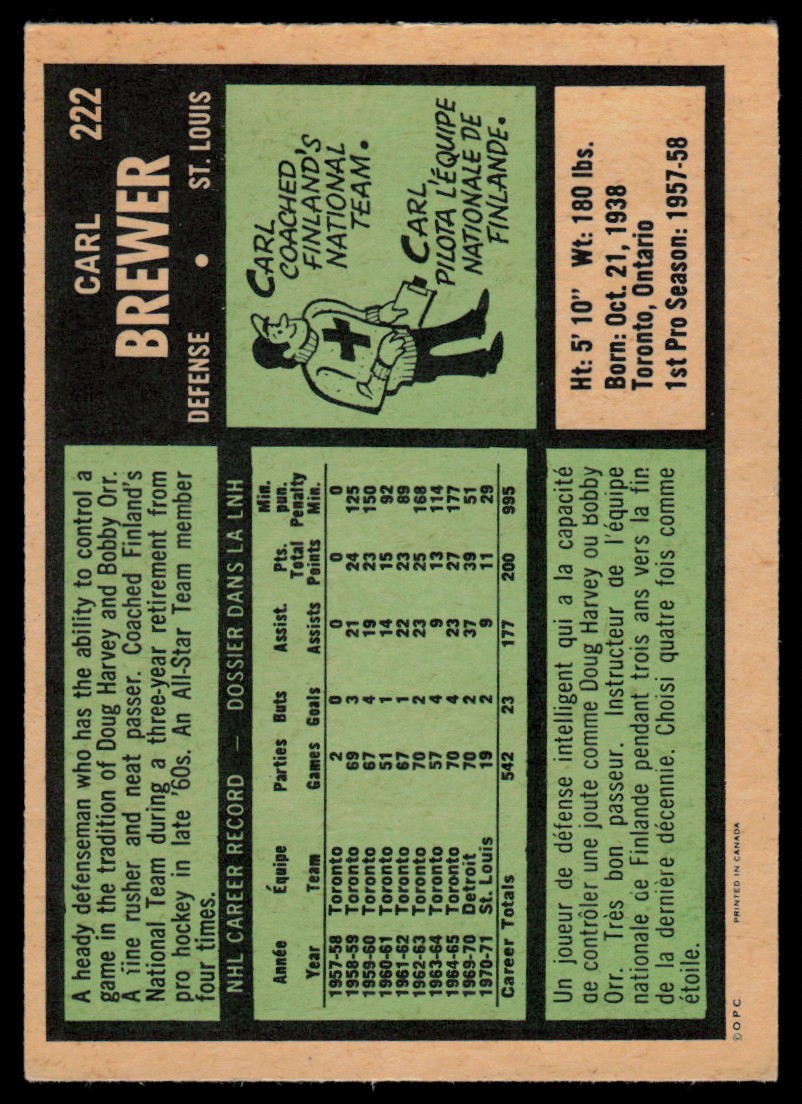 CARL 222
BREWER
DEFENSE • ST. LOUIS
A heady defenseman who has the ability to control a
game in the tradition of Doug Harvey and Bobby Orr.
A fine rusher and neat passer. Coached Finland's
National Team during a three-year retirement from
pro hockey in late '60s. An All-Star Team member
four times.
CARL
COACHED
FINLAND'S
NATIONAL
TEAM.
CARL
PILOTA L'ÉQUIPE
NATIONALE DE
FINLANDE.
NHL CAREER RECORD — DOSSIER DANS LA LNH
Min.
Pts. pun.
Année Équipe Parties Buts Assist. Total Penalty
Year Team Games Goals Assists Points Min.
1957-58 Toronto 2 0 0 0 0
1958-59 Toronto 69 3 21 24 125
1959-60 Toronto 67 4 19 23 150
1960-61 Toronto 51 1 14 15 92
1961-62 Toronto 67 1 22 23 89
1962-63 Toronto 70 2 23 25 168
1963-64 Toronto 57 4 9 13 114
1964-65 Toronto 70 4 23 27 177
1969-70 Detroit 70 2 37 39 51
1970-71 St. Louis 19 2 9 11 29
Career Totals 542 23 177 200 995
Ht: 5' 10" Wt: 180 lbs.
Born: Oct. 21, 1938
Toronto, Ontario
1st Pro Season: 1957-58
Un joueur de défense intelligent qui a la capacité
de contrôler une joute comme Doug Harvey ou Bobby
Orr. Très bon passeur. Instructeur de l'équipe
nationale de Finlande pendant trois ans vers la fin
de la dernière décennie. Choisi quatre fois comme
étoile.
© O P C PRINTED IN CANADA